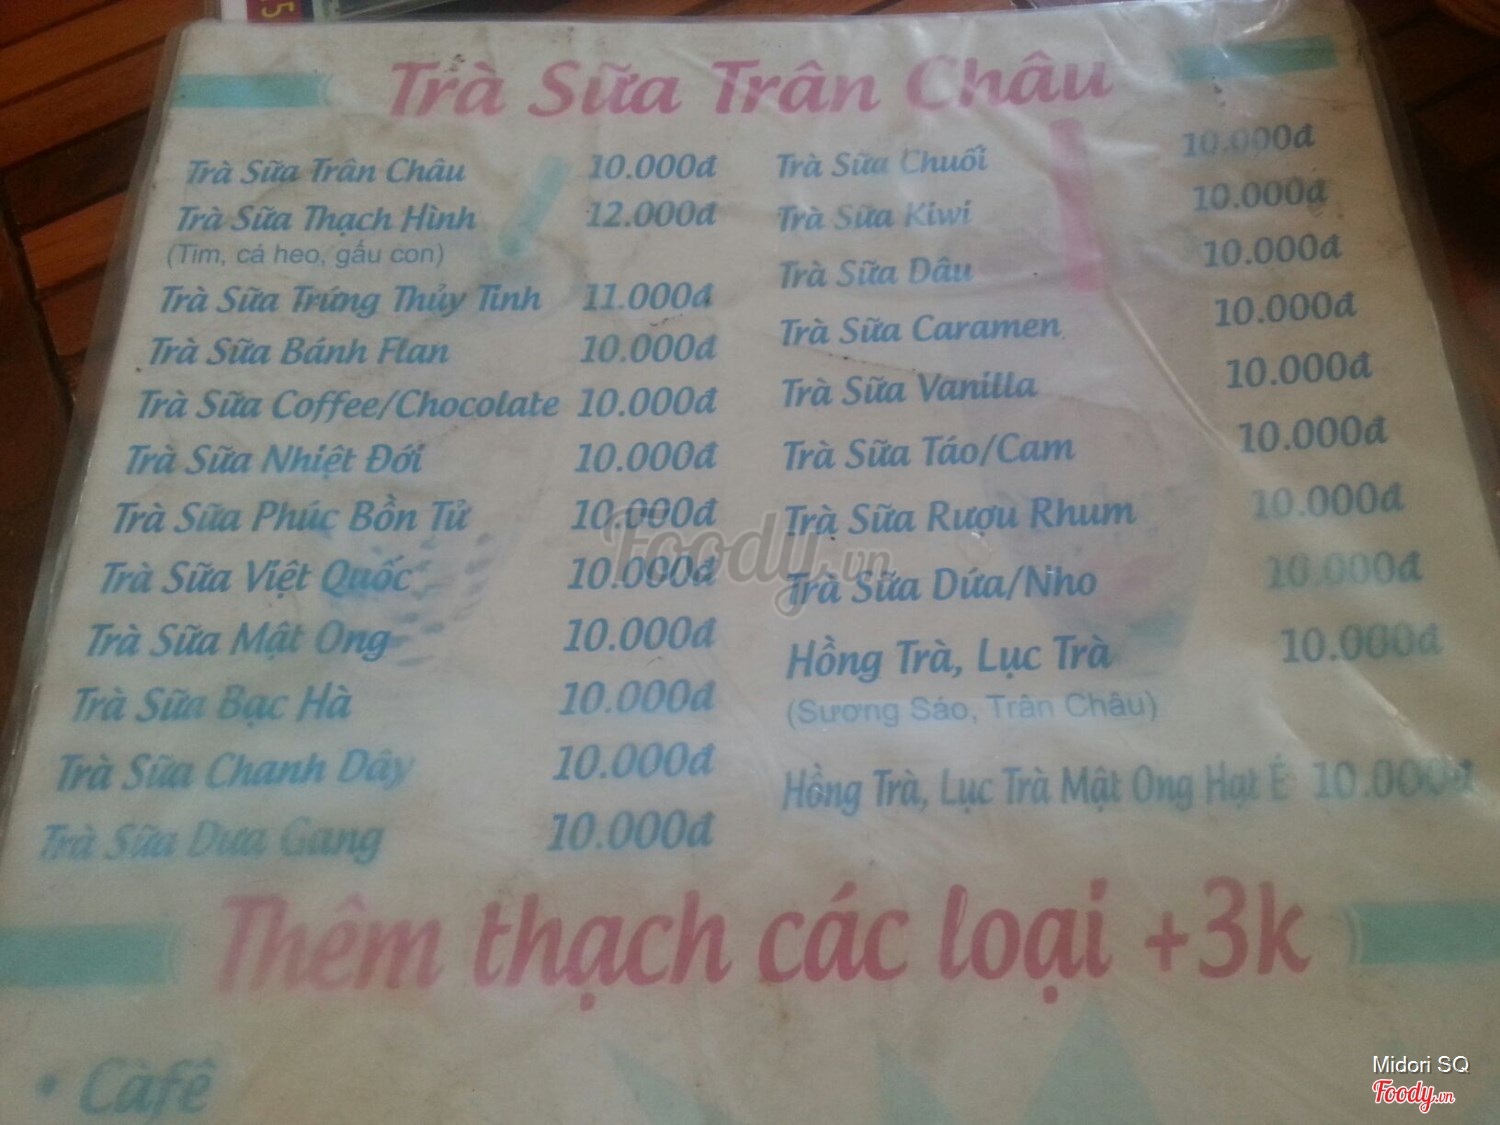 Trà Sữa Trân Châu
Trà Sữa Trân Châu 10.000đ
Trà Sữa Thạch Hình 12.000đ
(Tim, cá heo, gấu con)
Trà Sữa Trứng Thủy Tinh 11.000đ
Trà Sữa Bánh Flan 10.000đ
Trà Sữa Coffee/Chocolate 10.000đ
Trà Sữa Nhiệt Đới 10.000đ
Trà Sữa Phúc Bồn Tử 10.000đ
Trà Sữa Việt Quốc 10.000đ
Trà Sữa Mật Ong 10.000đ
Trà Sữa Bạc Hà 10.000đ
Trà Sữa Chanh Dây 10.000đ
Trà Sữa Dưa Gang 10.000đ
Trà Sữa Chuối 10.000đ
Trà Sữa Kiwi 10.000đ
Trà Sữa Dâu 10.000đ
Trà Sữa Caramen 10.000đ
Trà Sữa Vanilla 10.000đ
Trà Sữa Táo/Cam 10.000đ
Trà Sữa Rượu Rhum 10.000đ
Trà Sữa Dứa/Nho 10.000đ
Hồng Trà, Lục Trà 10.000đ
(Sương Sáo, Trân Châu)
Hồng Trà, Lục Trà Mật Ong Hạt É 10.000đ
Thêm thạch các loại +3k
• Càfê
Foody.vn
Midori SQ
Foody.vn